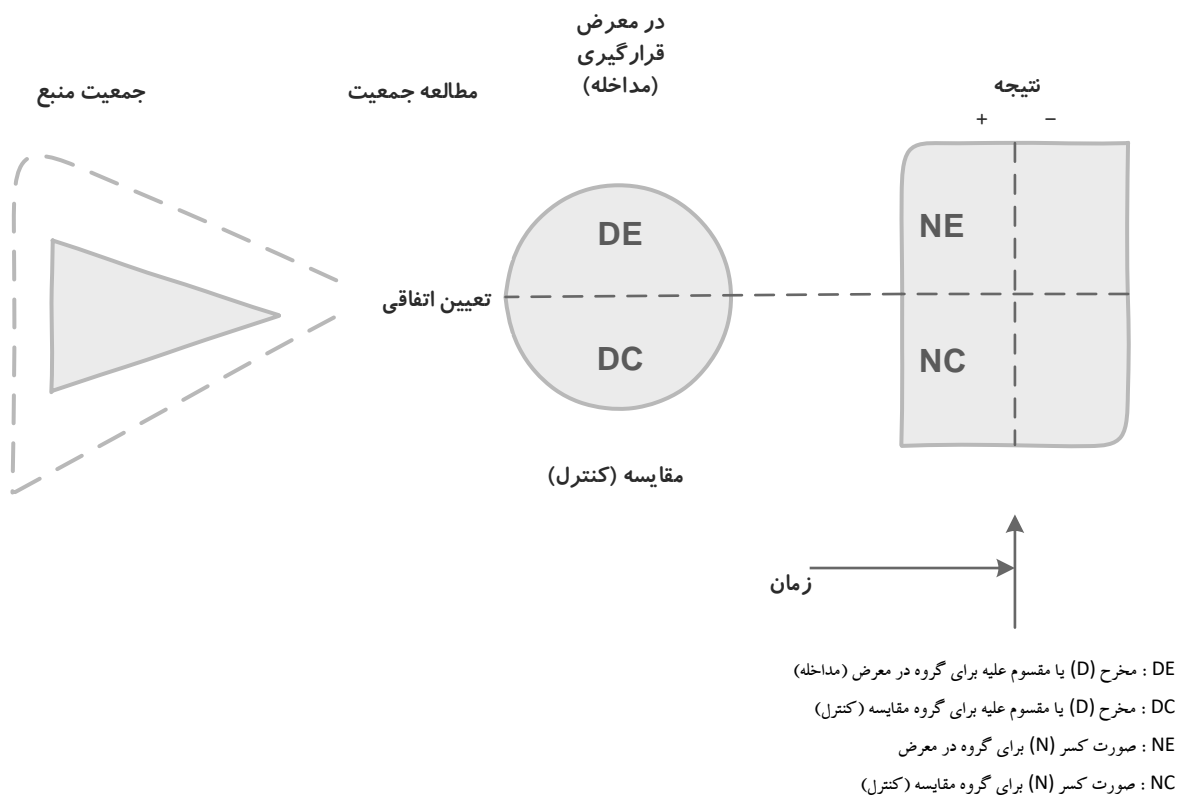 در معرض
قرارگیری
(مداخله)
نتیجه
مطالعه جمعیت
جمعیت منبع
+ −
DE
NE
تعیین اتفاقی
DC
NC
مقایسه (کنترل)
زمان
DE : مخرح (D) یا مقسوم علیه برای گروه در معرض (مداخله)
DC : مخرح (D) یا مقسوم علیه برای گروه مقایسه (کنترل)
NE : صورت کسر (N) برای گروه در معرض
NC : صورت کسر (N) برای گروه مقایسه (کنترل)